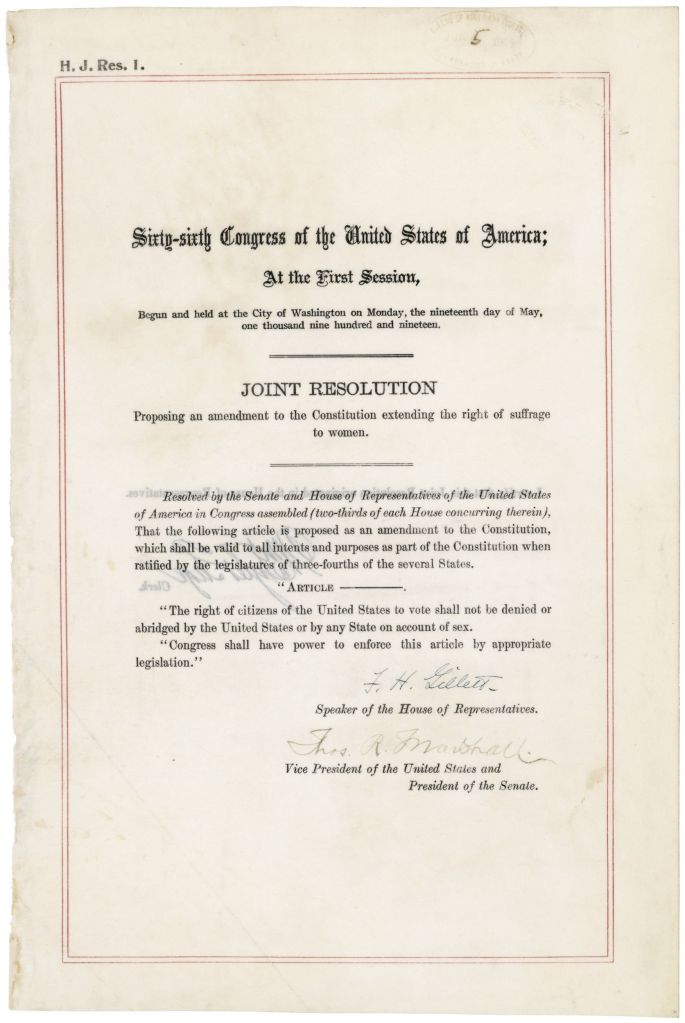 5
H. J. Res. 1.
Sixty-sixth Congress of the United States of America;
At the First Session,
Begun and held at the City of Washington on Monday, the nineteenth day of May,
one thousand nine hundred and nineteen.
JOINT RESOLUTION
Proposing an amendment to the Constitution extending the right of suffrage
to women.
Resolved by the Senate and House of Representatives of the United States
of America in Congress assembled (two-thirds of each House concurring therein),
That the following article is proposed as an amendment to the Constitution,
which shall be valid to all intents and purposes as part of the Constitution when
ratified by the legislatures of three-fourths of the several States.
"ARTICLE ————.
"The right of citizens of the United States to vote shall not be denied or
abridged by the United States or by any State on account of sex.
"Congress shall have power to enforce this article by appropriate
legislation."
F. H. Gillett
Speaker of the House of Representatives.
Thos. R. Marshall.
Vice President of the United States and
President of the Senate.